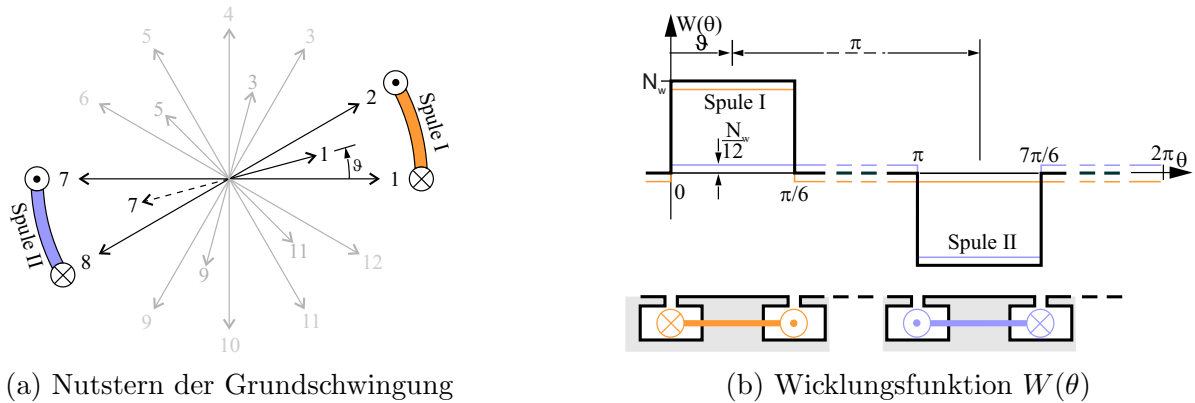 4
5
3
6
5
3
2
Spule I
1
ϑ
7
1
7
Spule II
8
9
11
12
9
11
10
(a) Nutstern der Grundschwingung
W(θ)
ϑ
π
N_w
Spule I
N_w
12
π
7π/6
2π
θ
0
π/6
Spule II
(b) Wicklungsfunktion W(θ)